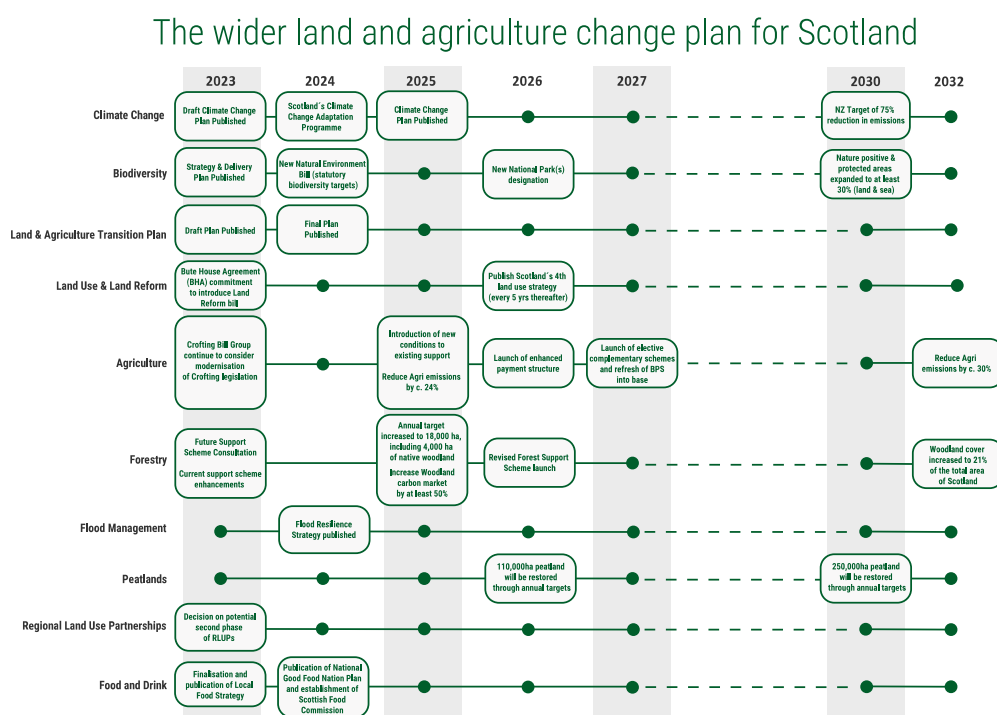 The wider land and agriculture change plan for Scotland
2023
2024
2025
2026
2027
2030
2032
Climate Change
Draft Climate Change
Plan Published
Scotland´s Climate
Change Adaptation
Programme
Climate Change
Plan Published
NZ Target of 75%
reduction in emissions
Biodiversity
Strategy & Delivery
Plan Published
New Natural Environment
Bill (statutory
biodiversity targets)
New National Park(s)
designation
Nature positive &
protected areas
expanded to at least
30% (land & sea)
Land & Agriculture Transition Plan
Draft Plan Published
Final Plan
Published
Land Use & Land Reform
Bute House Agreement
(BHA) commitment
to introduce Land
Reform bill
Publish Scotland´s 4th
land use strategy
(every 5 yrs thereafter)
Agriculture
Crofting Bill Group
continue to consider
modernisation
of Crofting legislation
Introduction of new
conditions to
existing support
Reduce Agri emissions
by c. 24%
Launch of enhanced
payment structure
Launch of elective
complementary schemes
and refresh of BPS
into base
Reduce Agri
emissions by c. 30%
Forestry
Future Support
Scheme Consultation
Current support scheme
enhancements
Annual target
increased to 18,000 ha,
including 4,000 ha
of native woodland
Increase Woodland
carbon market
by at least 50%
Revised Forest Support
Scheme launch
Woodland cover
increased to 21%
of the total area
of Scotland
Flood Management
Flood Resilience
Strategy published
Peatlands
110,000ha peatland
will be restored
through annual targets
250,000ha peatland
will be restored
through annual targets
Regional Land Use Partnerships
Decision on potential
second phase
of RLUPs
Food and Drink
Finalisation and
publication of Local
Food Strategy
Publication of National
Good Food Nation Plan
and establishment of
Scottish Food
Commission